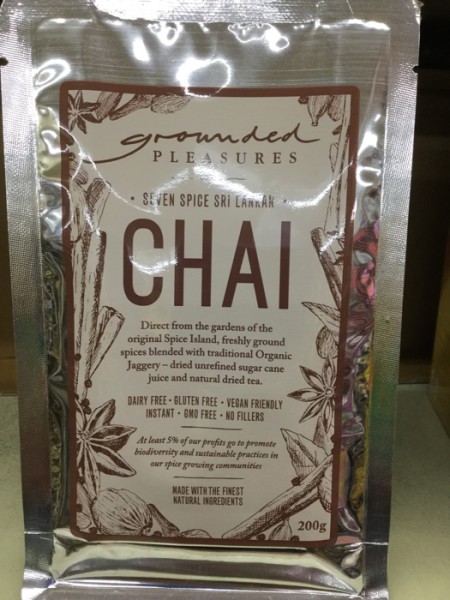 grounded
PLEASURES
• SEVEN SPICE SRI LANKAN •
CHAI
Direct from the gardens of the
original Spice Island, freshly ground
spices blended with traditional Organic
Jaggery – dried unrefined sugar cane
juice and natural dried tea.
DAIRY FREE • GLUTEN FREE • VEGAN FRIENDLY
INSTANT • GMO FREE • NO FILLERS
At least 5% of our profits go to promote
biodiversity and sustainable practices in
our spice growing communities
MADE WITH THE FINEST
NATURAL INGREDIENTS
200g